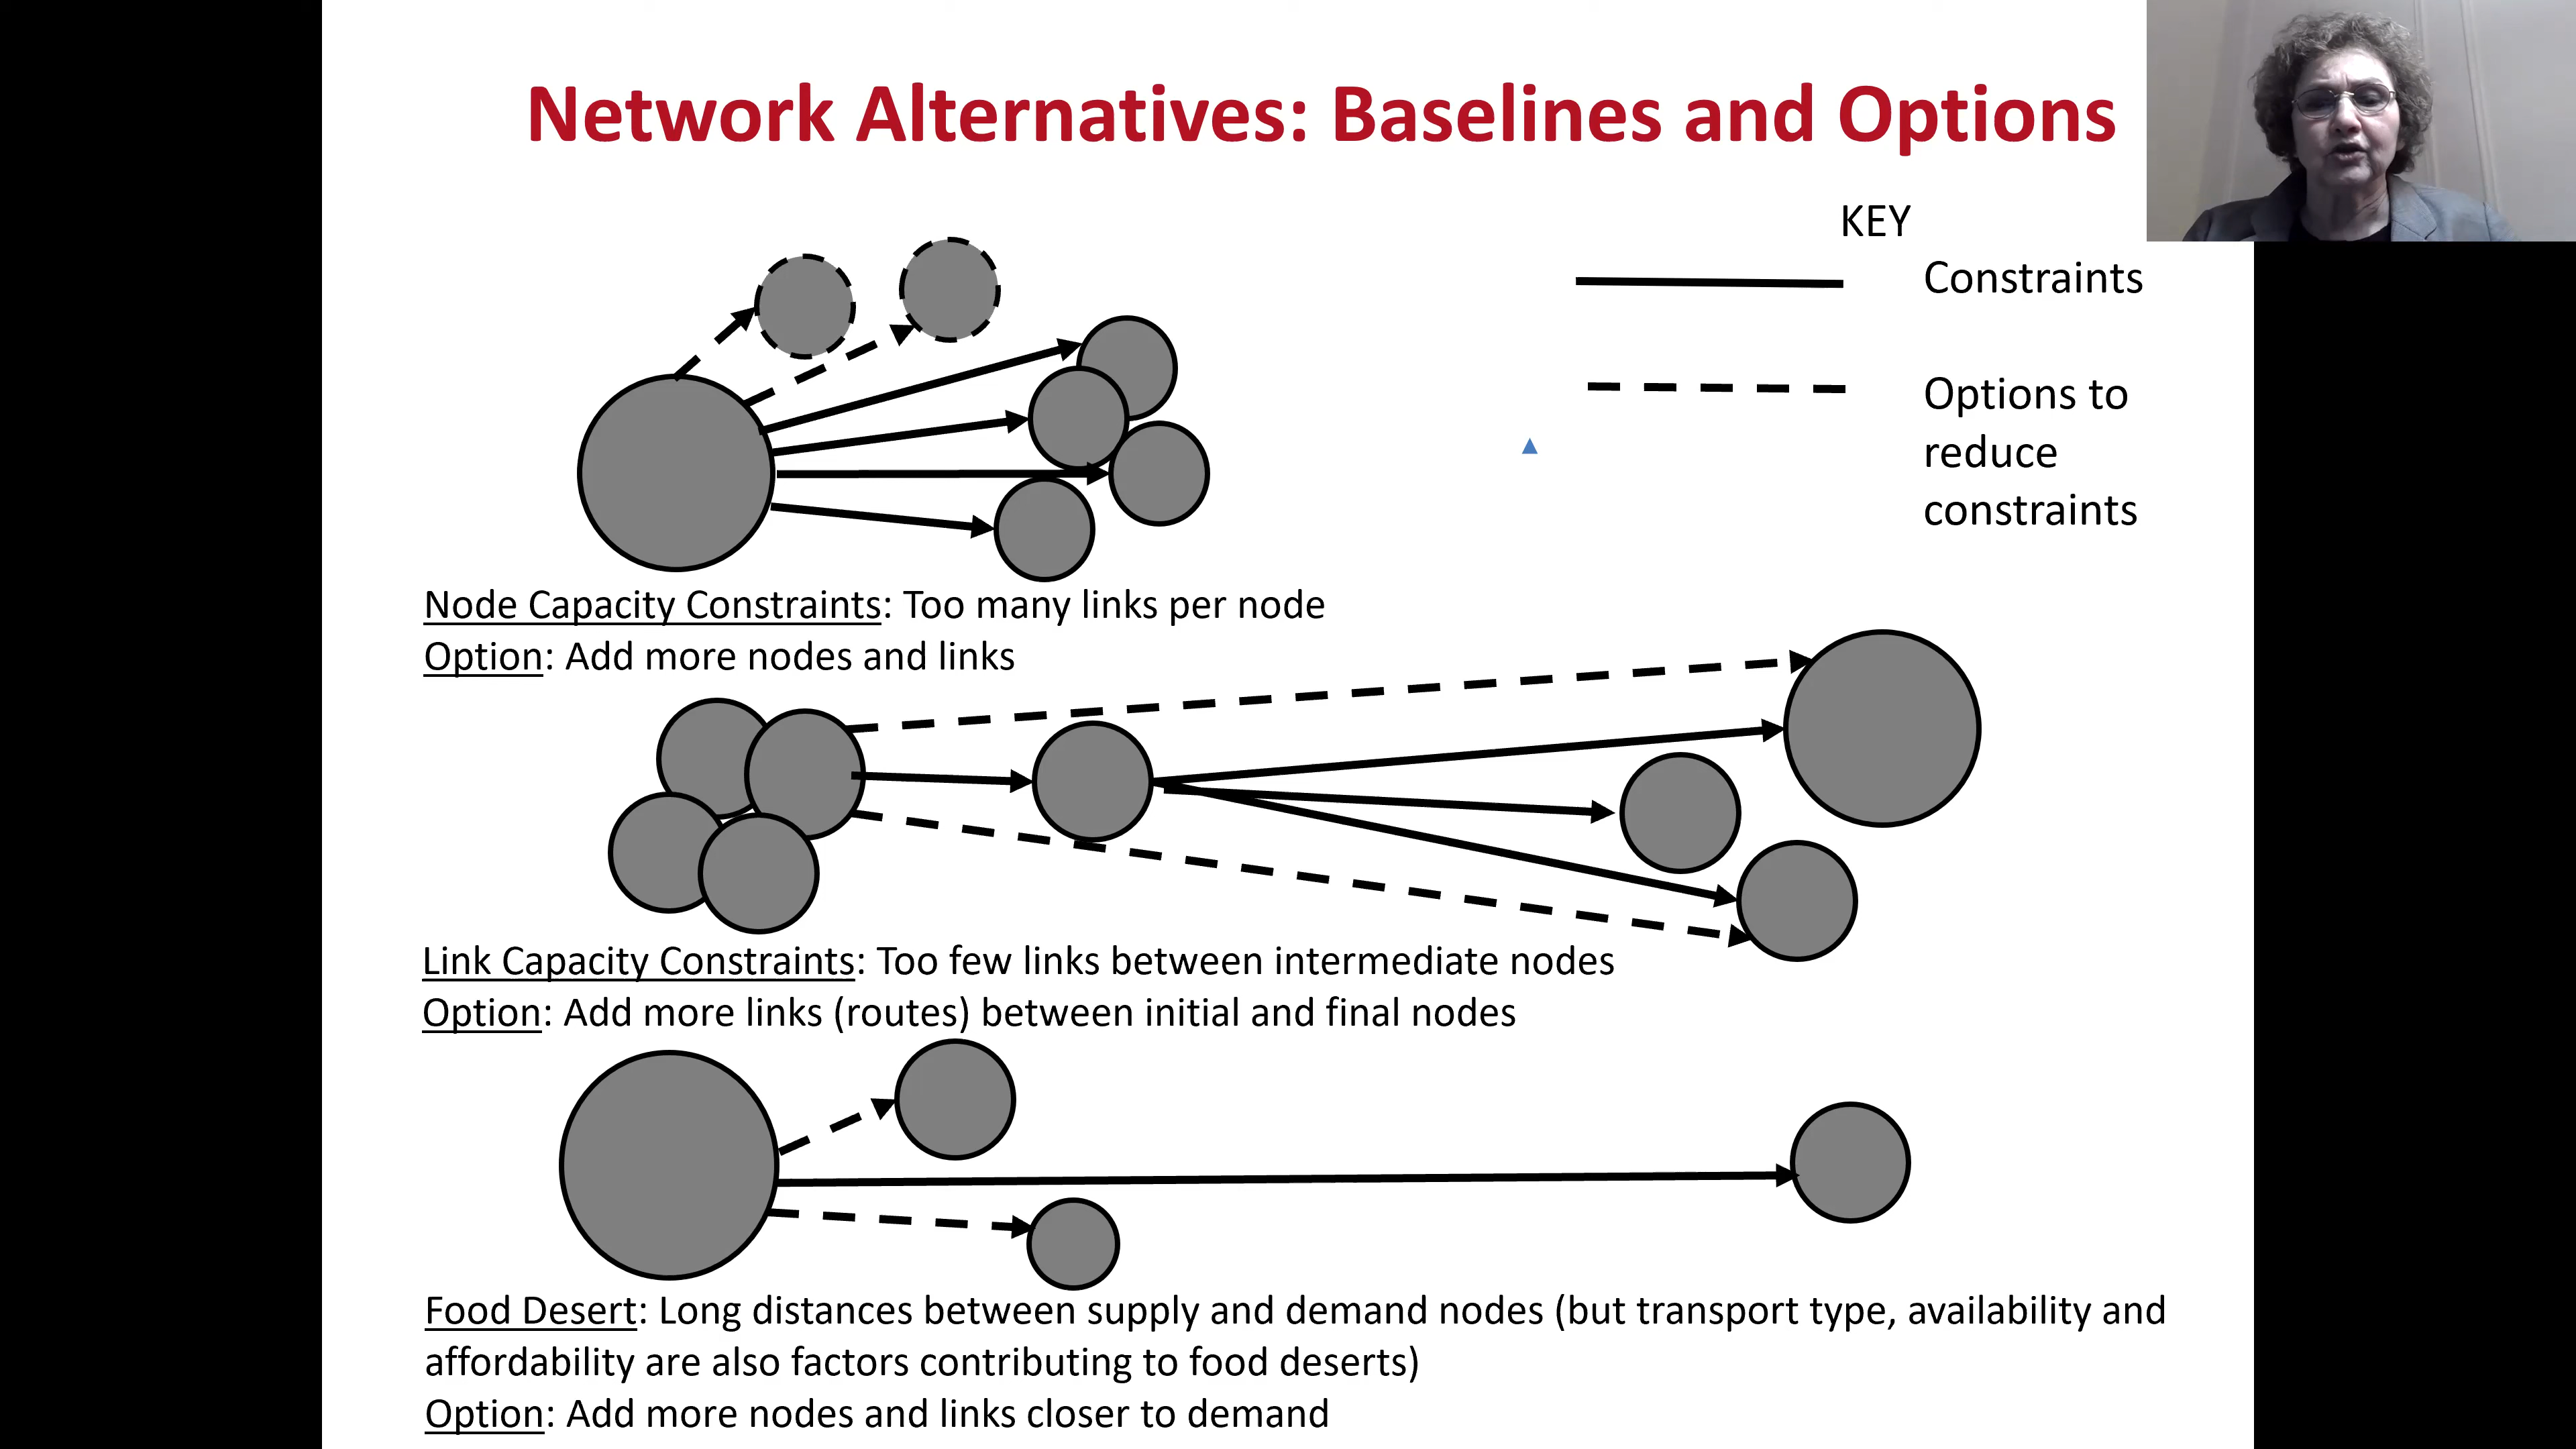 Network Alternatives: Baselines and Options
KEY
Constraints
Options to
reduce
constraints
Node Capacity Constraints: Too many links per node
Option: Add more nodes and links
Link Capacity Constraints: Too few links between intermediate nodes
Option: Add more links (routes) between initial and final nodes
Food Desert: Long distances between supply and demand nodes (but transport type, availability and
affordability are also factors contributing to food deserts)
Option: Add more nodes and links closer to demand